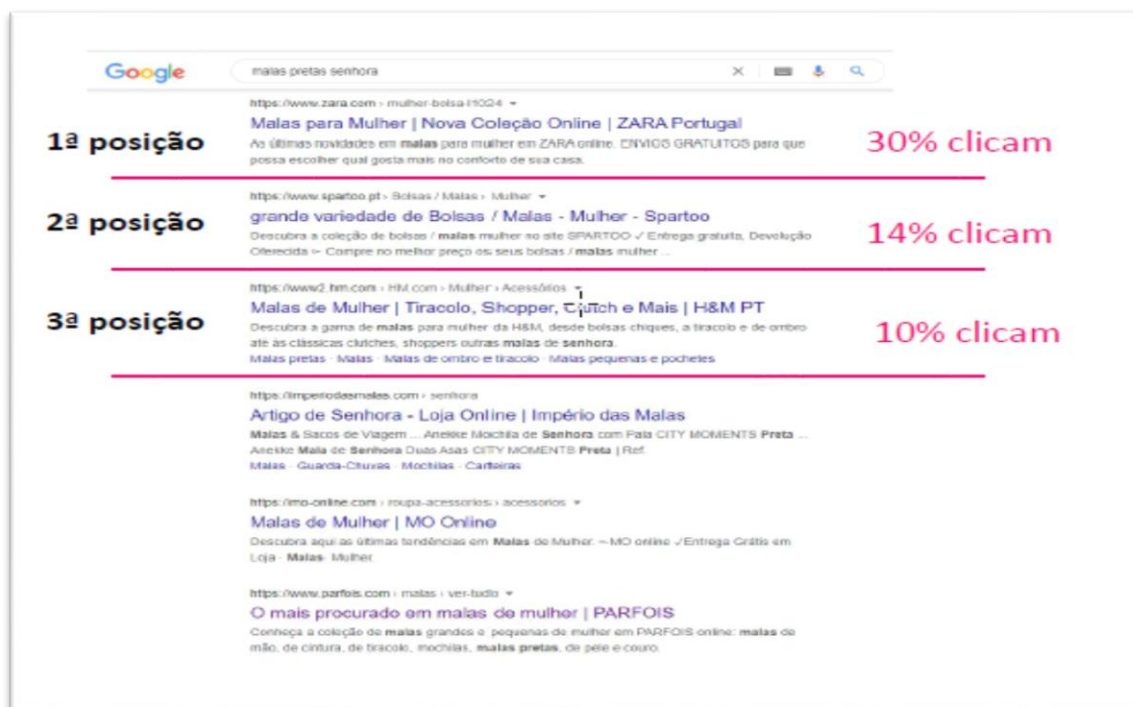 Google
malas pretas senhora
https://www.zara.com › mulher-bolsa-l1024
1ª posição
Malas para Mulher | Nova Coleção Online | ZARA Portugal
30% clicam
As últimas novidades em malas para mulher em ZARA online. ENVIOS GRATUITOS para que
possa escolher qual gosta mais no conforto de sua casa.
https://www.spartoo.pt › Bolsas / Malas › Mulher
2ª posição
grande variedade de Bolsas / Malas - Mulher - Spartoo
14% clicam
Descubra a coleção de bolsas / malas mulher no site SPARTOO ✓ Entrega gratuita, Devolução
Oferecida ➣ Compre no melhor preço os seus bolsas / malas mulher ...
https://www2.hm.com › HM.com › Mulher › Acessórios
3ª posição
Malas de Mulher | Tiracolo, Shopper, Clutch e Mais | H&M PT
10% clicam
Descubra a gama de malas para mulher da H&M, desde bolsas chiques, a tiracolo e de ombro
até às clássicas clutches, shoppers outras malas de senhora.
Malas pretas · Malas · Malas de ombro e tiracolo · Malas pequenas e pochetes
https://imperiodasmalas.com › senhora
Artigo de Senhora - Loja Online | Império das Malas
Malas & Sacos de Viagem ... Anekke Mochila de Senhora com Pala CITY MOMENTS Preta ...
Anekke Mala de Senhora Duas Asas CITY MOMENTS Preta | Ref.
Malas · Guarda-Chuvas · Mochilas · Carteiras
https://mo-online.com › roupa-acessorios › acessorios
Malas de Mulher | MO Online
Descubra aqui as últimas tendências em Malas de Mulher. – MO online ✓Entrega Grátis em
Loja · Malas· Mulher.
https://www.parfois.com › malas › ver-tudo
O mais procurado em malas de mulher | PARFOIS
Conheça a coleção de malas grandes e pequenas de mulher em PARFOIS online: malas de
mão, de cintura, de tiracolo, mochilas, malas pretas, de pele e couro.